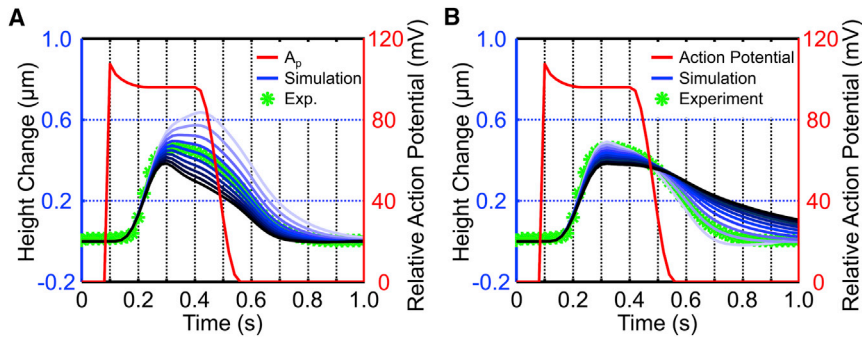 A
B
1.0
0.6
0.2
-0.2
Height Change (µm)
0
0.2
0.4
0.6
0.8
1.0
Time (s)
120
80
40
0
Relative Action Potential (mV)
Ap
Simulation
Exp.
1.0
0.6
0.2
-0.2
Height Change (µm)
0
0.2
0.4
0.6
0.8
1.0
Time (s)
120
80
40
0
Relative Action Potential (mV)
Action Potential
Simulation
Experiment